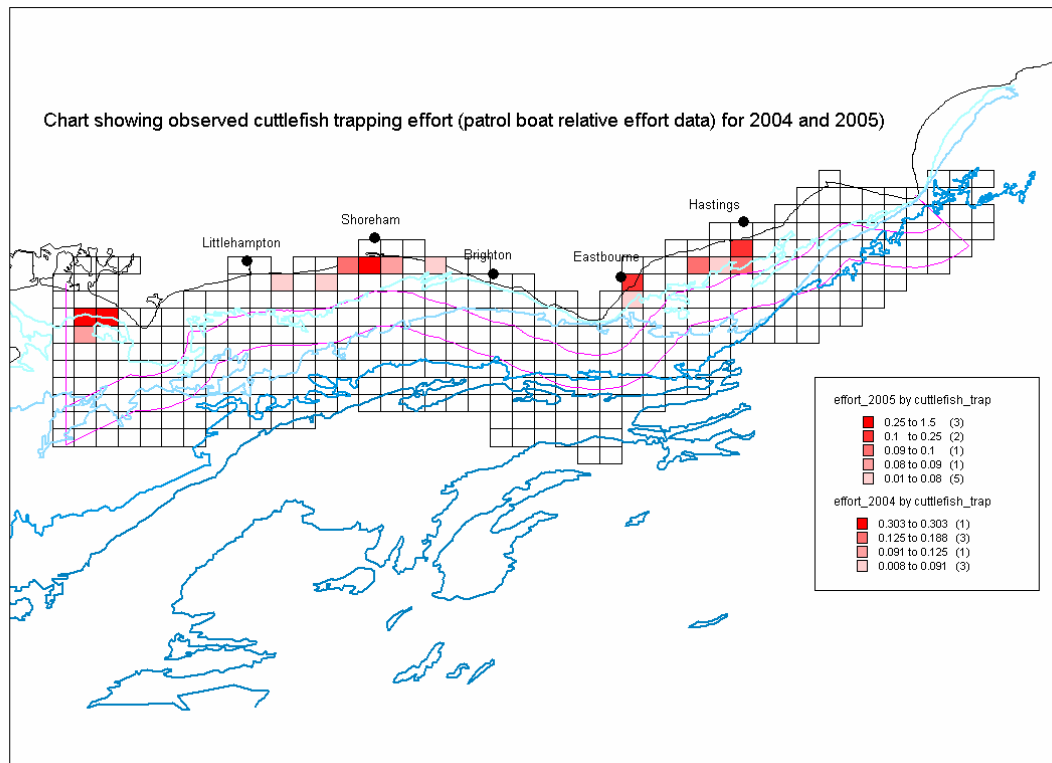 Chart showing observed cuttlefish trapping effort (patrol boat relative effort data) for 2004 and 2005)
Hastings
Shoreham
Littlehampton
Brighton
Eastbourne
effort_2005 by cuttlefish_trap
0.25 to 1.5 (3)
0.1 to 0.25 (2)
0.09 to 0.1 (1)
0.08 to 0.09 (1)
0.01 to 0.08 (5)
effort_2004 by cuttlefish_trap
0.303 to 0.303 (1)
0.125 to 0.188 (3)
0.091 to 0.125 (1)
0.008 to 0.091 (3)